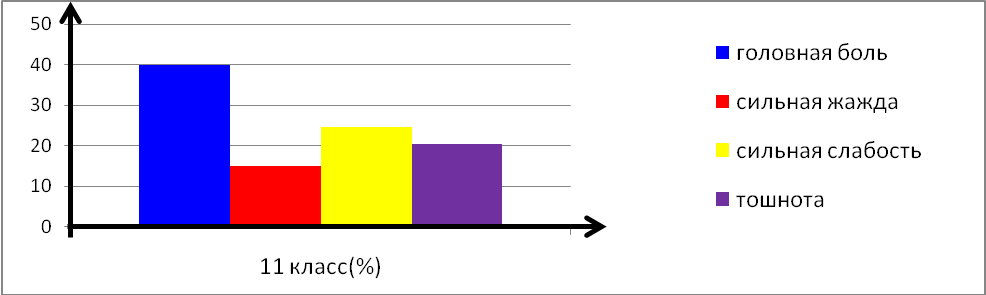 50
40
30
20
10
0
11 класс(%)
головная боль
сильная жажда
сильная слабость
тошнота